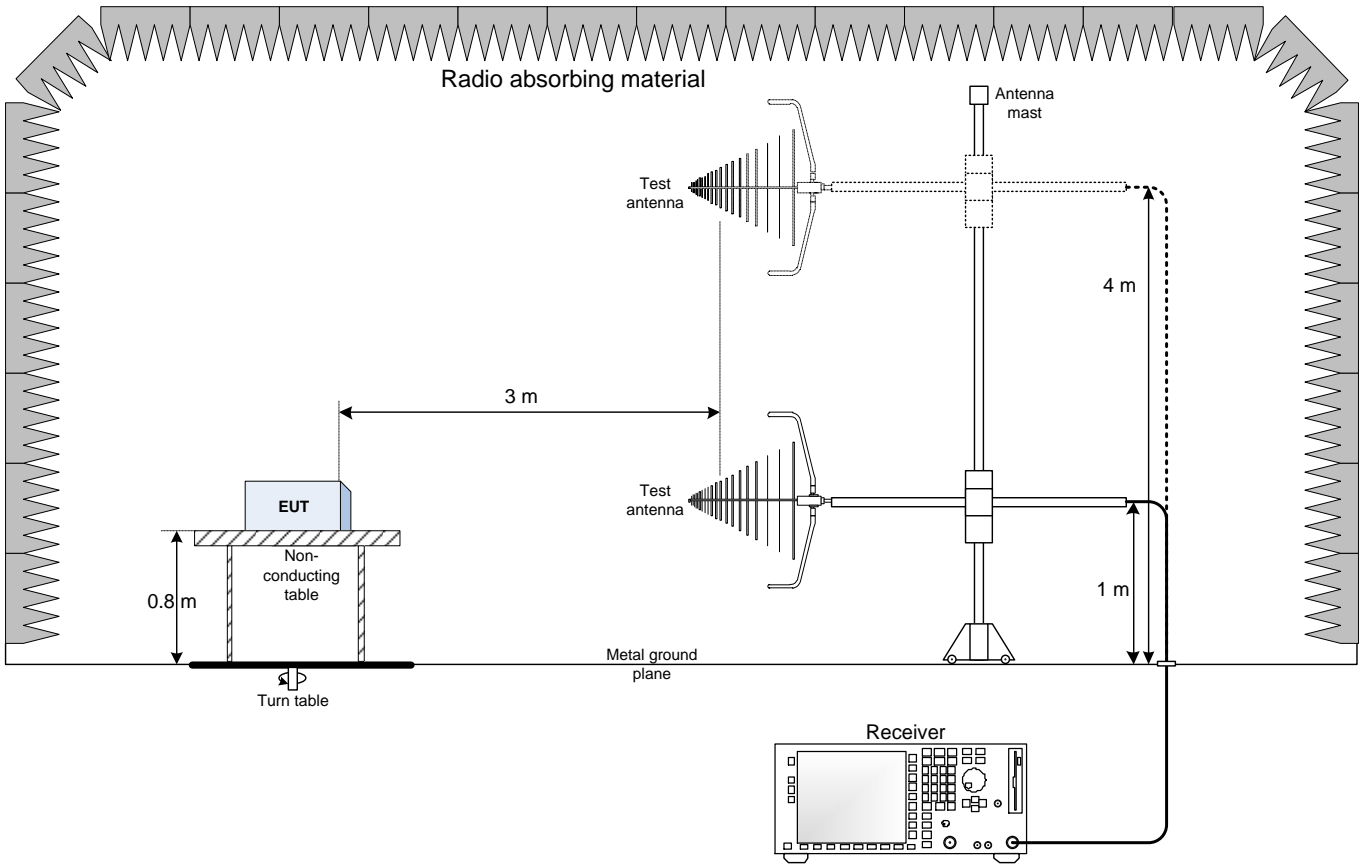 Radio absorbing material
Antenna
mast
Test
antenna
4 m
3 m
Test
antenna
EUT
Non-
conducting
table
0.8 m
1 m
Metal ground
plane
Turn table
Receiver